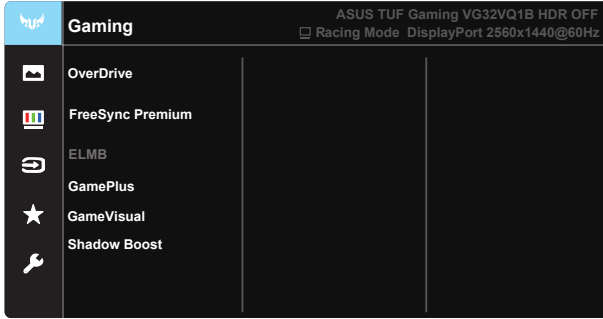 ASUS TUF Gaming VG32VQ1B HDR OFF
Gaming
Racing Mode DisplayPort 2560x1440@60Hz
OverDrive
FreeSync Premium
ELMB
GamePlus
GameVisual
Shadow Boost